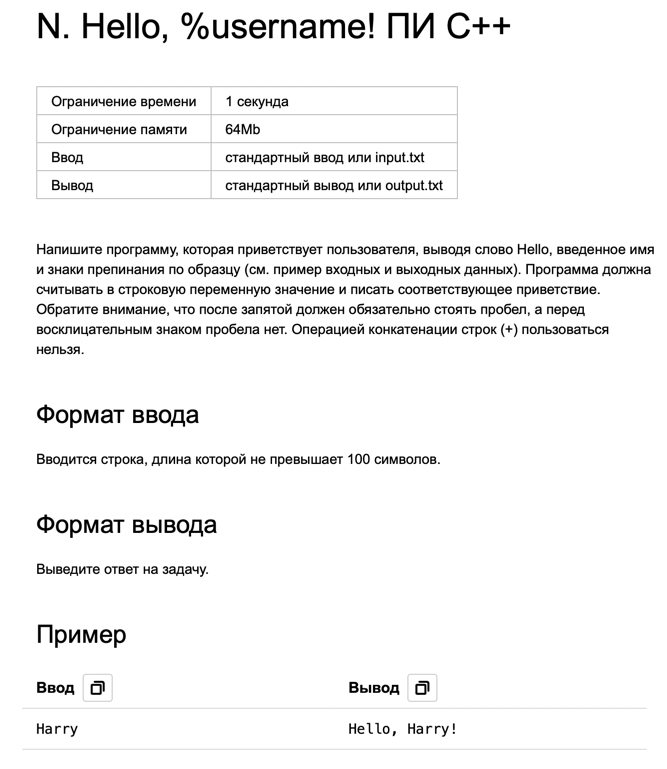 N. Hello, %username! ПИ C++
Ограничение времени 1 секунда
Ограничение памяти 64Mb
Ввод стандартный ввод или input.txt
Вывод стандартный вывод или output.txt
Напишите программу, которая приветствует пользователя, выводя слово Hello, введенное имя
и знаки препинания по образцу (см. пример входных и выходных данных). Программа должна
считывать в строковую переменную значение и писать соответствующее приветствие.
Обратите внимание, что после запятой должен обязательно стоять пробел, а перед
восклицательным знаком пробела нет. Операцией конкатенации строк (+) пользоваться
нельзя.
Формат ввода
Вводится строка, длина которой не превышает 100 символов.
Формат вывода
Выведите ответ на задачу.
Пример
Ввод Вывод
Harry Hello, Harry!